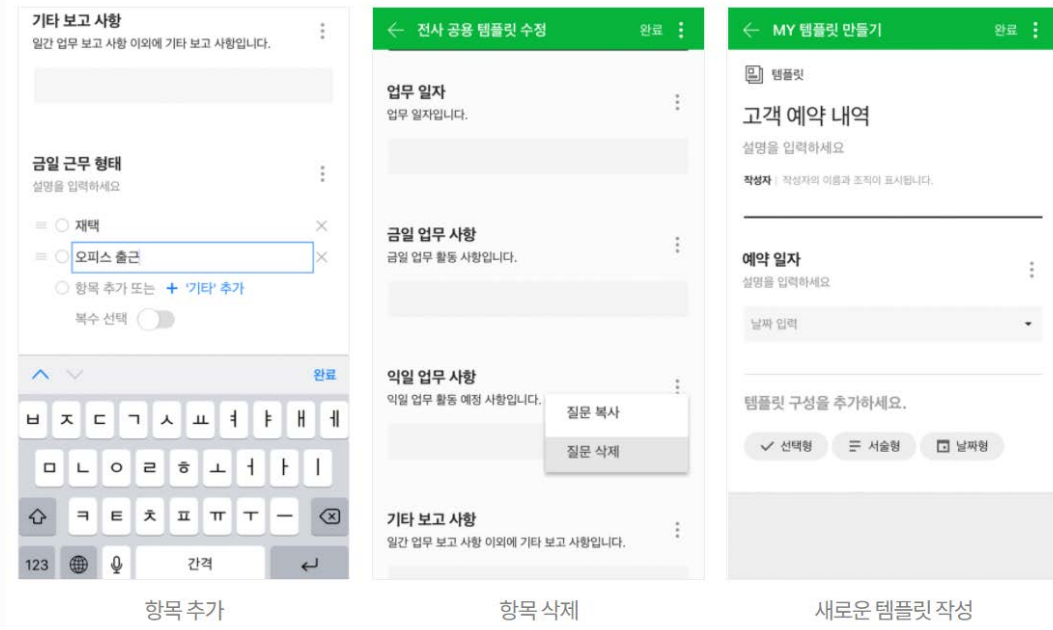 기타 보고 사항
일간 업무 보고 사항 이외에 기타 보고 사항입니다.
금일 근무 형태
설명을 입력하세요
재택
오피스 출근
항목 추가 또는 + '기타' 추가
복수 선택
완료
ㅂ ㅈ ㄷ ㄱ ㅅ ㅛ ㅕ ㅑ ㅐ ㅔ
ㅁ ㄴ ㅇ ㄹ ㅎ ㅗ ㅓ ㅏ ㅣ
ㅋ ㅌ ㅊ ㅍ ㅠ ㅜ ㅡ
123 간격
항목 추가
전사 공용 템플릿 수정 완료
업무 일자
업무 일자입니다.
금일 업무 사항
금일 업무 활동 사항입니다.
익일 업무 사항
익일 업무 활동 예정 사항입니다.
질문 복사
질문 삭제
기타 보고 사항
일간 업무 보고 사항 이외에 기타 보고 사항입니다.
항목 삭제
MY 템플릿 만들기 완료
템플릿
고객 예약 내역
설명을 입력하세요
작성자 | 작성자의 이름과 조직이 표시됩니다.
예약 일자
설명을 입력하세요
날짜 입력
템플릿 구성을 추가하세요.
선택형 서술형 날짜형
새로운 템플릿 작성